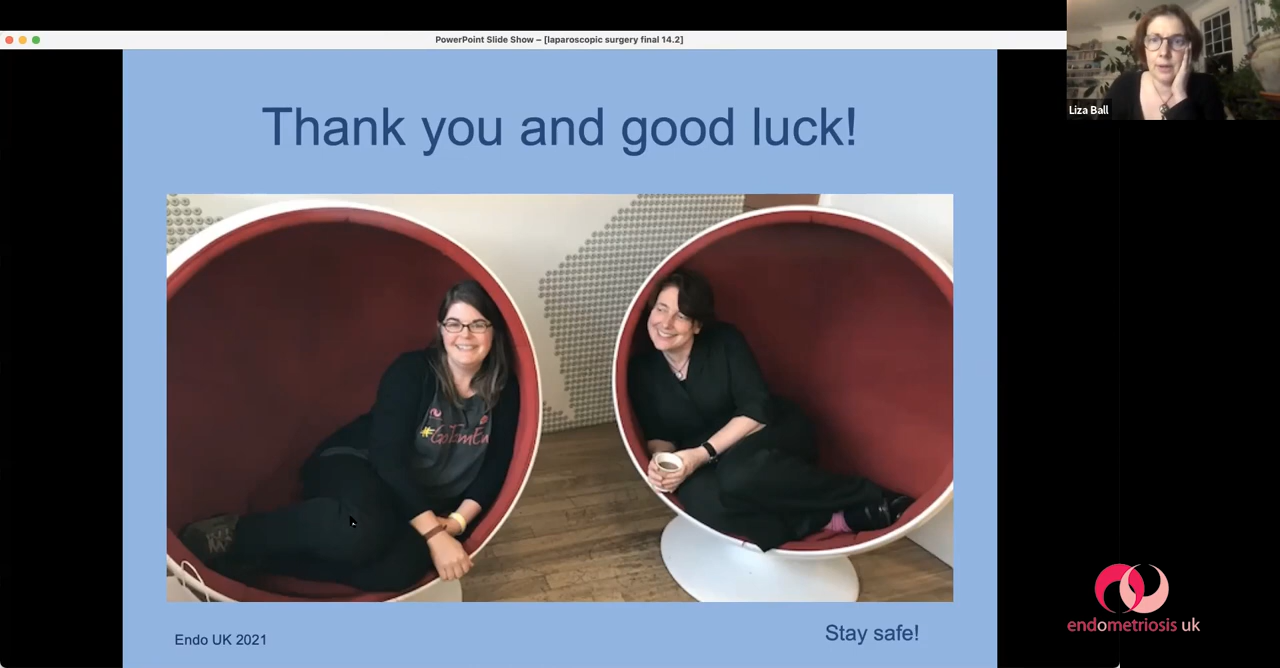 PowerPoint Slide Show – [laparoscopic surgery final 14.2]
Liza Ball
Thank you and good luck!
Endo UK 2021
Stay safe!
endometriosis uk